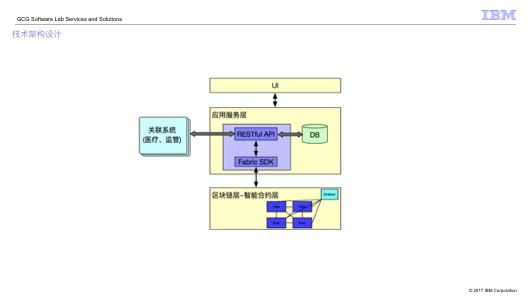 GCG Software Lab Services and Solutions
IBM
技术架构设计
UI
应用服务层
关联系统
(医疗、监管)
RESTful API
DB
Fabric SDK
区块链层–智能合约层
Orderer
Peer
Peer
Peer
Peer
© 2017 IBM Corporation